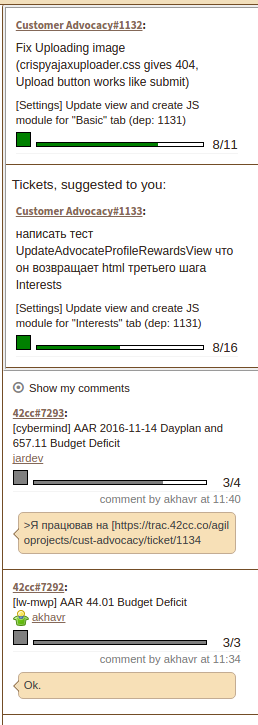 Customer Advocacy#1132:
Fix Uploading image
(crispyajaxuploader.css gives 404,
Upload button works like submit)
[Settings] Update view and create JS
module for "Basic" tab (dep: 1131)
8/11
Tickets, suggested to you:
Customer Advocacy#1133:
написать тест
UpdateAdvocateProfileRewardsView что
он возвращает html третьего шага
Interests
[Settings] Update view and create JS
module for "Interests" tab (dep: 1131)
8/16
Show my comments
42cc#7293:
[cybermind] AAR 2016-11-14 Dayplan and
657.11 Budget Deficit
jardev
3/4
comment by akhavr at 11:40
>Я працював на [https://trac.42cc.co/agil
oprojects/cust-advocacy/ticket/1134
42cc#7292:
[lw-mwp] AAR 44.01 Budget Deficit
akhavr
3/3
comment by akhavr at 11:34
Ok.